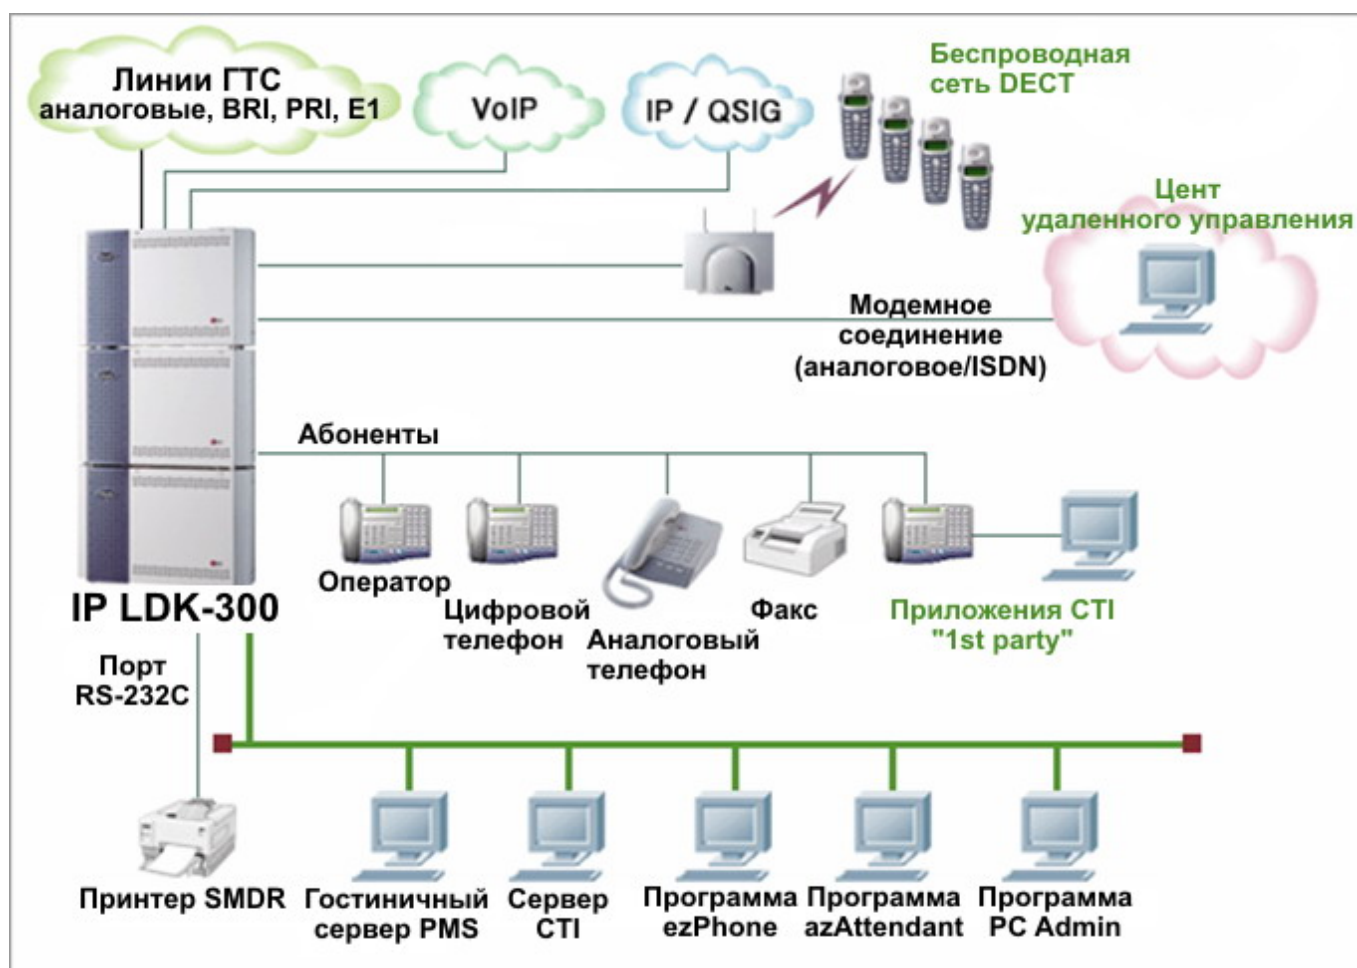 Линии ГТС
аналоговые, BRI, PRI, E1
VoIP
IP / QSIG
Беспроводная
сеть DECT
Цент
удаленного управления
Модемное
соединение
(аналоговое/ISDN)
Абоненты
Оператор
Цифровой
телефон
Аналоговый
телефон
Факс
Приложения CTI
"1st party"
IP LDK-300
Порт
RS-232C
Принтер SMDR
Гостиничный
сервер PMS
Сервер
CTI
Программа
ezPhone
Программа
azAttendant
Программа
PC Admin